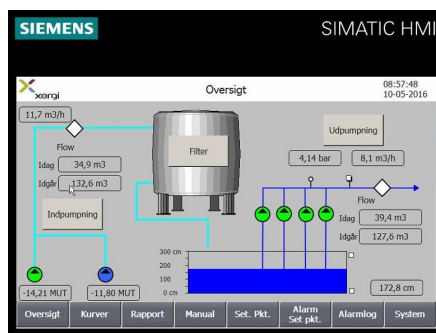 SIEMENS
SIMATIC HMI
xergi
Oversigt
08:57:48
10-05-2016
11,7 m3/h
Flow
Idag 34,9 m3
Idgår 132,6 m3
Indpumpning
Filter
Udpumpning
4,14 bar 8,1 m3/h
Flow
Idag 39,4 m3
Idgår 127,6 m3
300 cm
200
100
0 cm
172,8 cm
-14,21 MUT -11,80 MUT
Oversigt Kurver Rapport Manual Set. Pkt. Alarm Set pkt. Alarmlog System